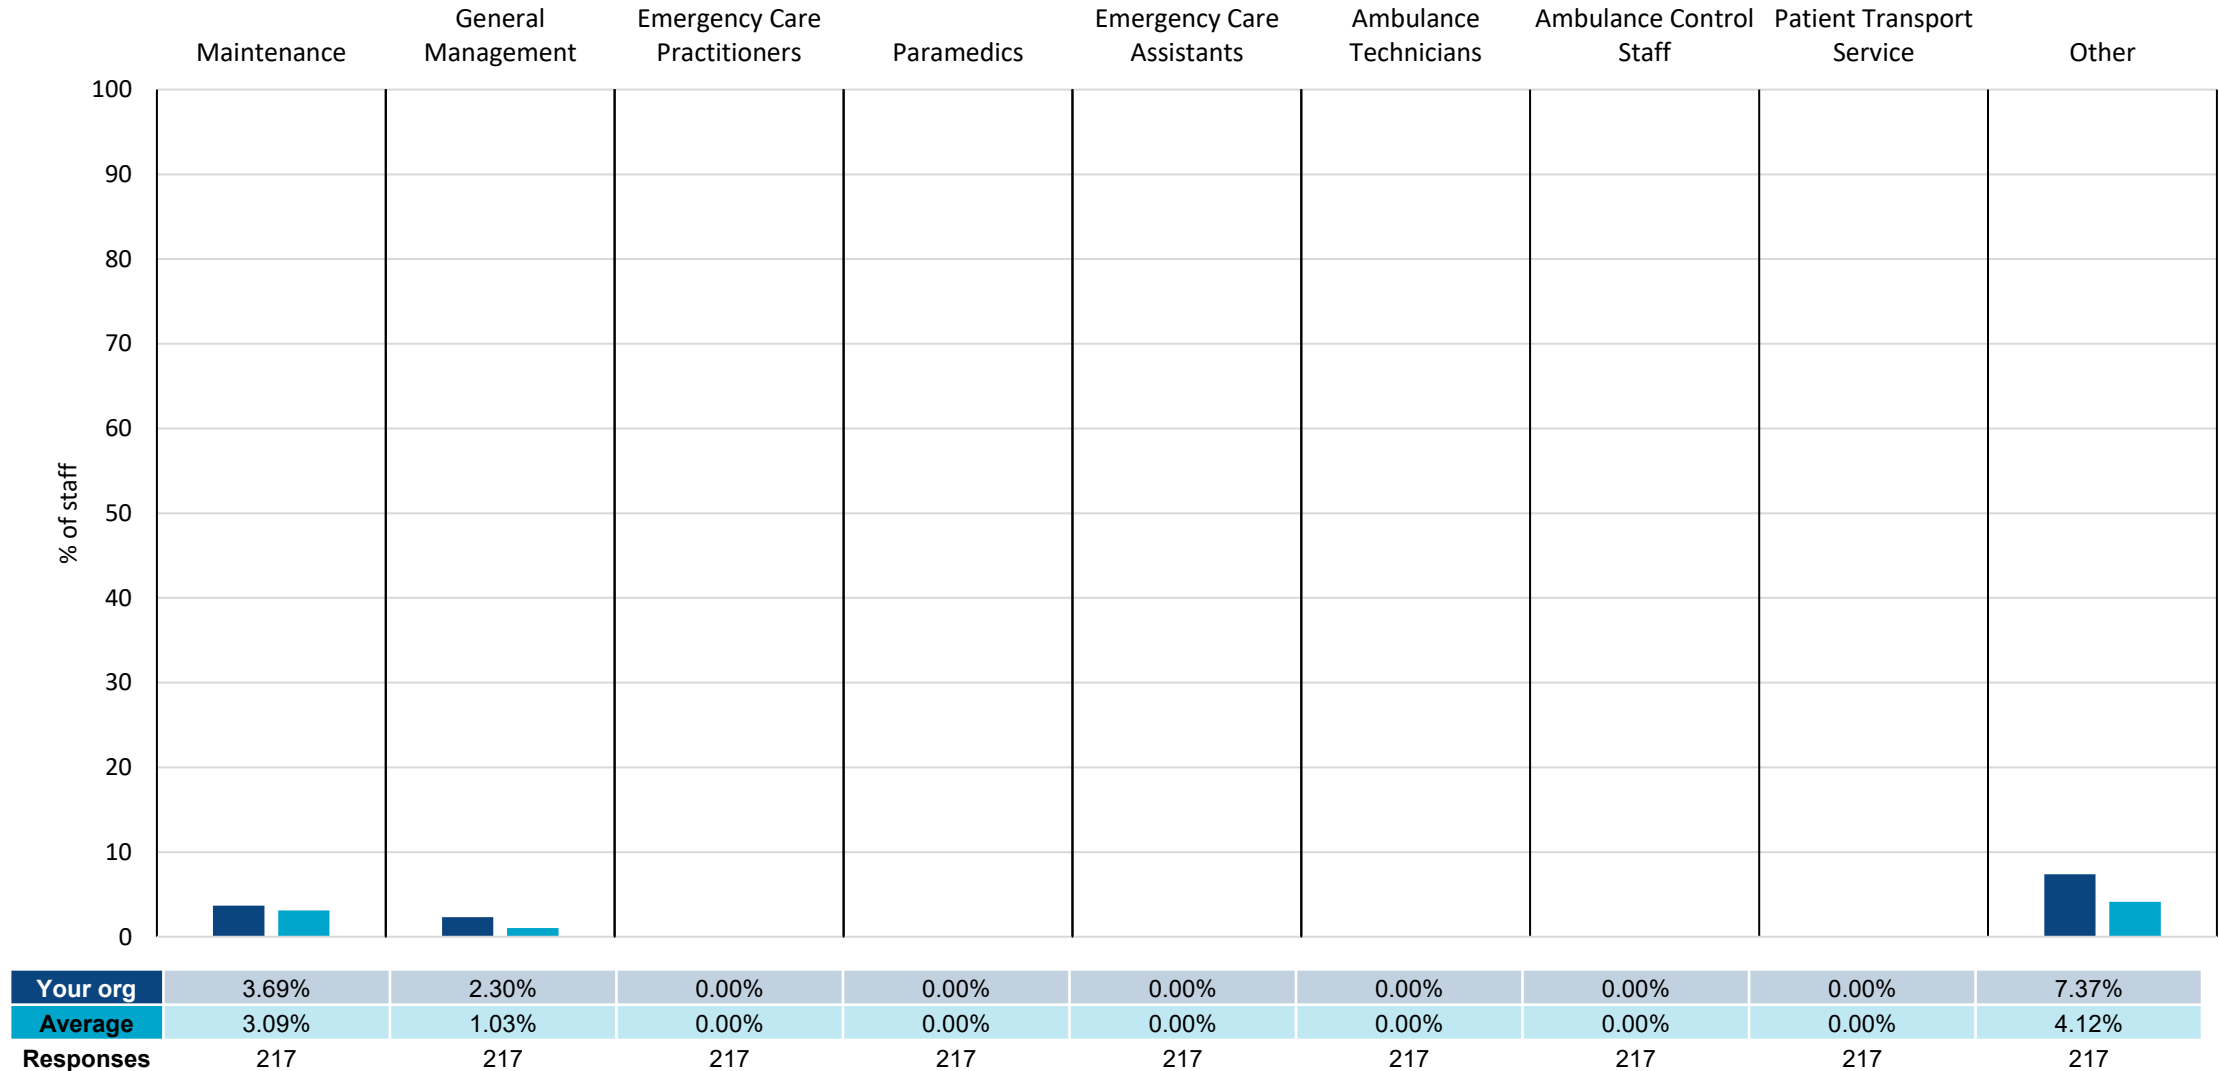 Maintenance
General
Management
Emergency Care
Practitioners
Paramedics
Emergency Care
Assistants
Ambulance
Technicians
Ambulance Control
Staff
Patient Transport
Service
Other
% of staff
100
90
80
70
60
50
40
30
20
10
0
Your org 3.69% 2.30% 0.00% 0.00% 0.00% 0.00% 0.00% 0.00% 7.37%
Average 3.09% 1.03% 0.00% 0.00% 0.00% 0.00% 0.00% 0.00% 4.12%
Responses 217 217 217 217 217 217 217 217 217